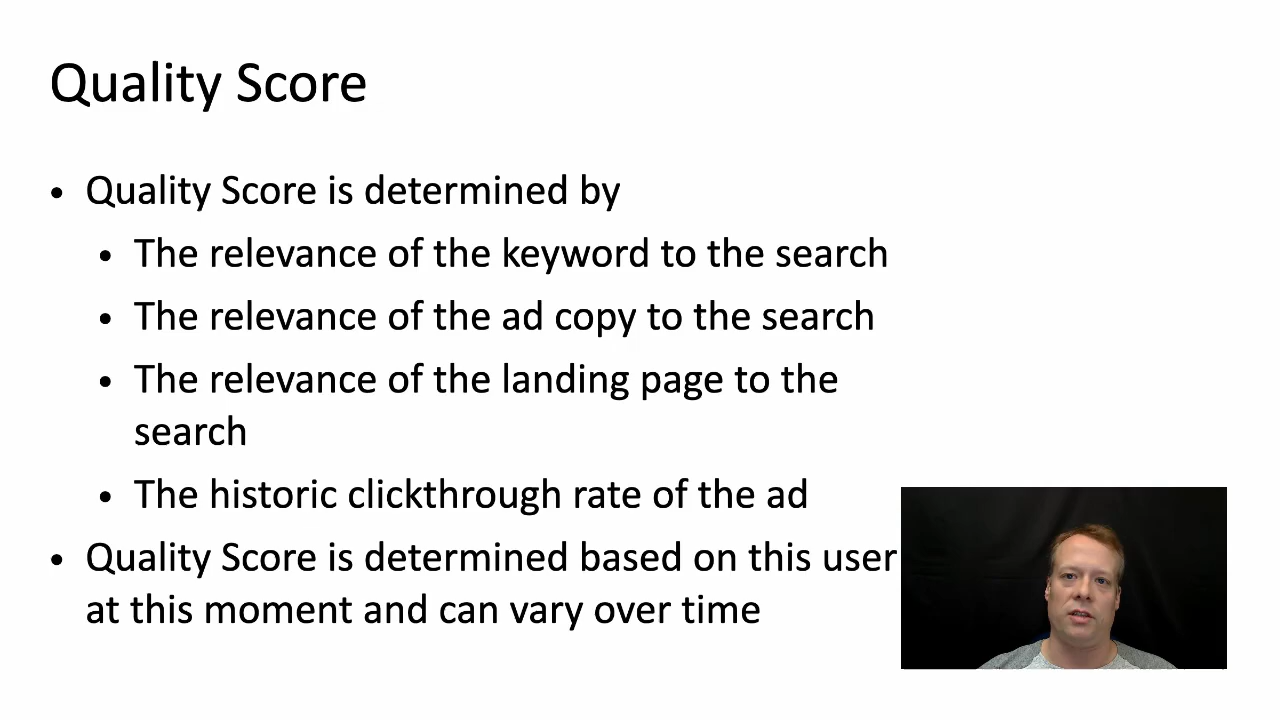 Quality Score
• Quality Score is determined by
• The relevance of the keyword to the search
• The relevance of the ad copy to the search
• The relevance of the landing page to the
search
• The historic clickthrough rate of the ad
• Quality Score is determined based on this user
at this moment and can vary over time